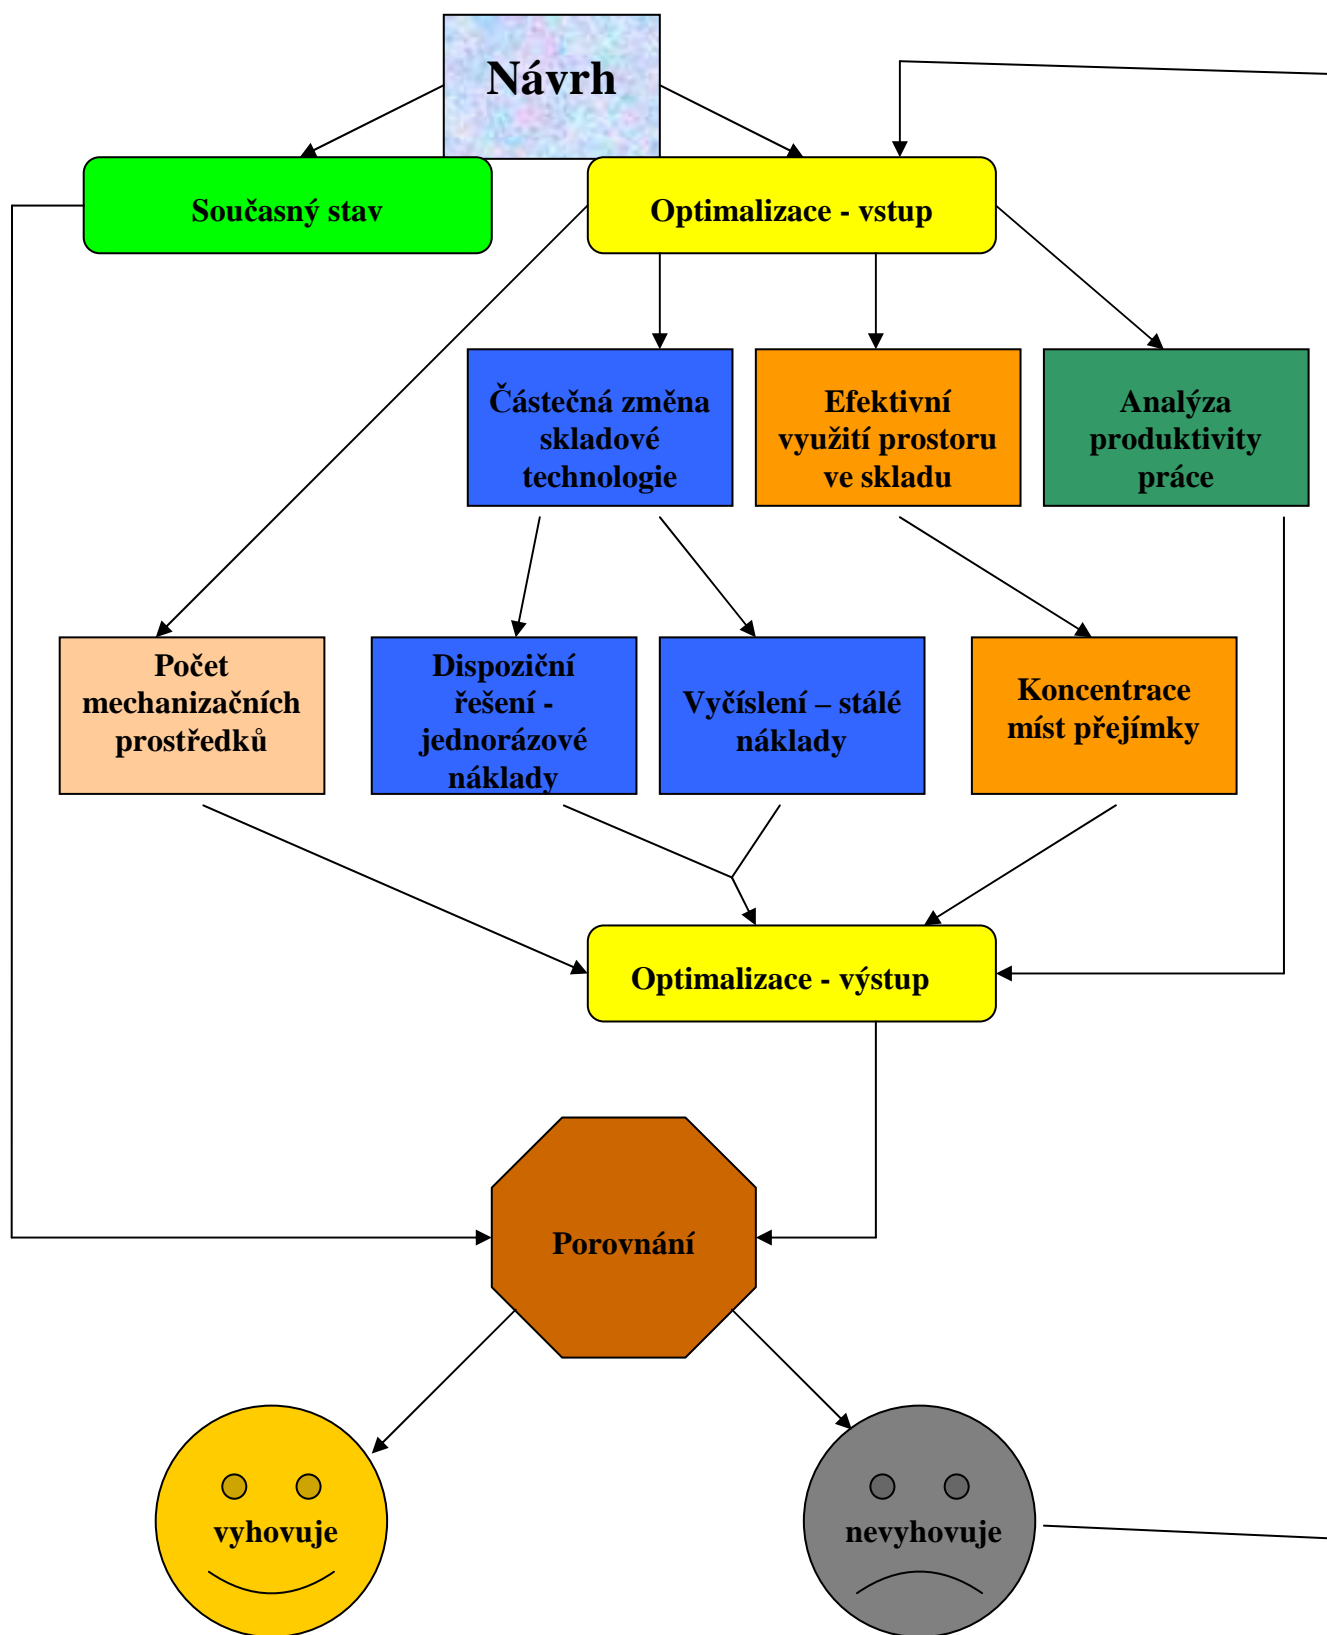 Návrh
Současný stav
Optimalizace - vstup
Částečná změna
skladové
technologie
Efektivní
využití prostoru
ve skladu
Analýza
produktivity
práce
Počet
mechanizačních
prostředků
Dispoziční
řešení -
jednorázové
náklady
Vyčíslení – stálé
náklady
Koncentrace
míst přejímky
Optimalizace - výstup
Porovnání
vyhovuje
nevyhovuje